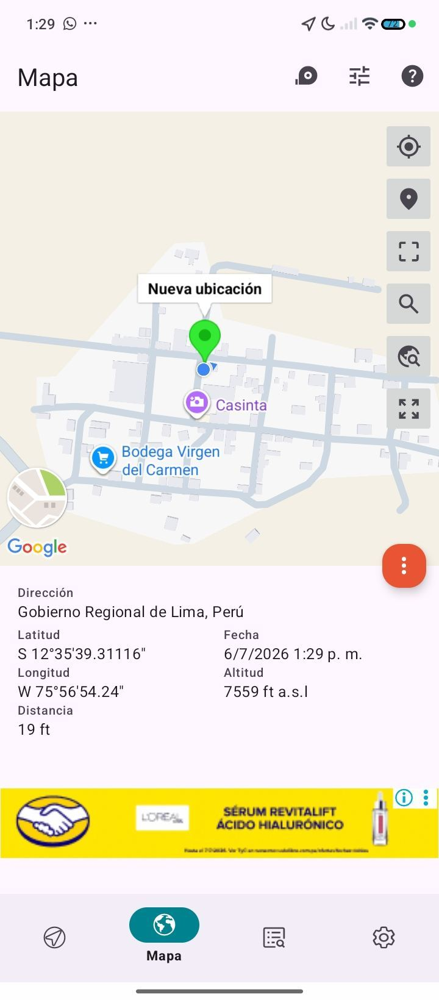 1:29
72
Mapa
Nueva ubicación
Casinta
Bodega Virgen
del Carmen
Google
Dirección
Gobierno Regional de Lima, Perú
Latitud
Fecha
S 12°35'39.31116"
6/7/2026 1:29 p. m.
Longitud
Altitud
W 75°56'54.24"
7559 ft a.s.l
Distancia
19 ft
L'ORÉAL
SÉRUM REVITALIFT
ÁCIDO HIALURÓNICO
Mapa